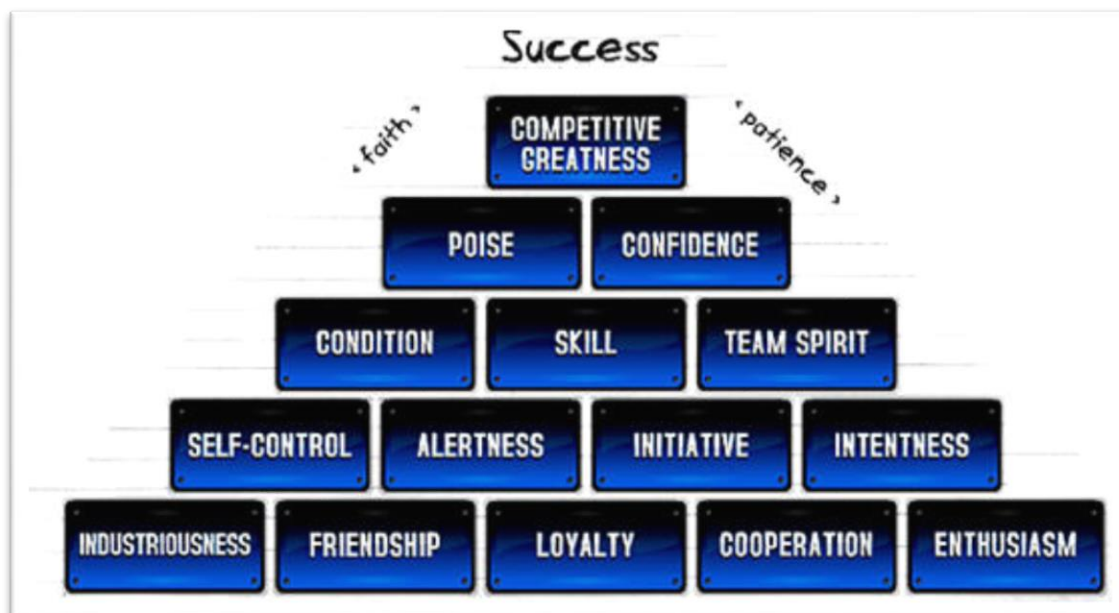 Success
faith
patience
COMPETITIVE
GREATNESS
POISE CONFIDENCE
CONDITION SKILL TEAM SPIRIT
SELF-CONTROL ALERTNESS INITIATIVE INTENTNESS
INDUSTRIOUSNESS FRIENDSHIP LOYALTY COOPERATION ENTHUSIASM